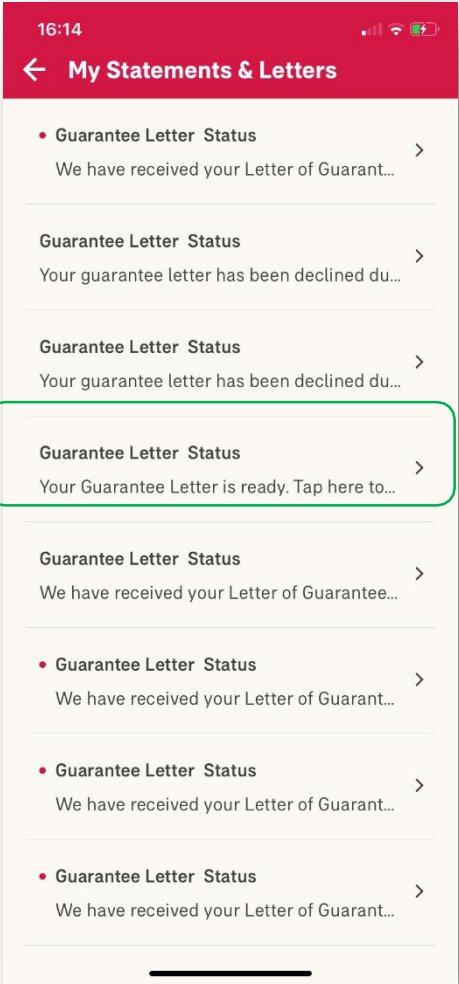 16:14
My Statements & Letters
Guarantee Letter Status
We have received your Letter of Guarant...
Guarantee Letter Status
Your guarantee letter has been declined du...
Guarantee Letter Status
Your guarantee letter has been declined du...
Guarantee Letter Status
Your Guarantee Letter is ready. Tap here to...
Guarantee Letter Status
We have received your Letter of Guarantee...
Guarantee Letter Status
We have received your Letter of Guarant...
Guarantee Letter Status
We have received your Letter of Guarant...
Guarantee Letter Status
We have received your Letter of Guarant...